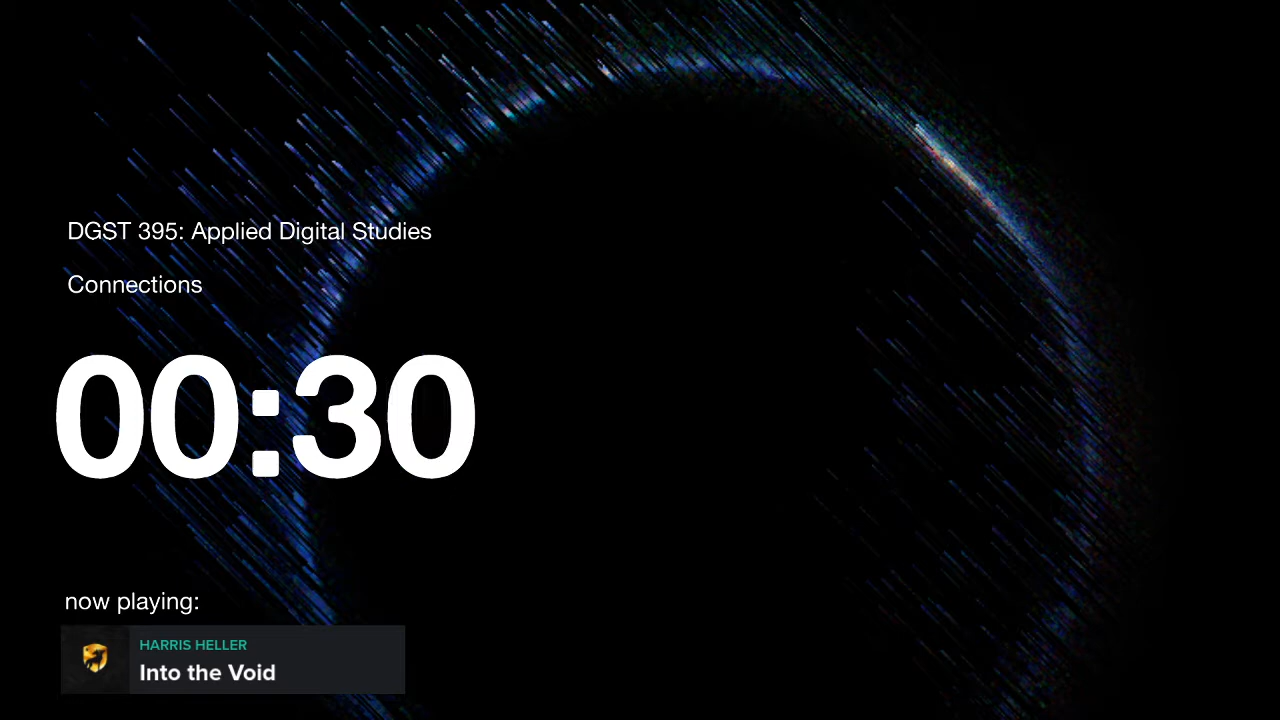 DGST 395: Applied Digital Studies
Connections
00:30
now playing:
HARRIS HELLER
Into the Void